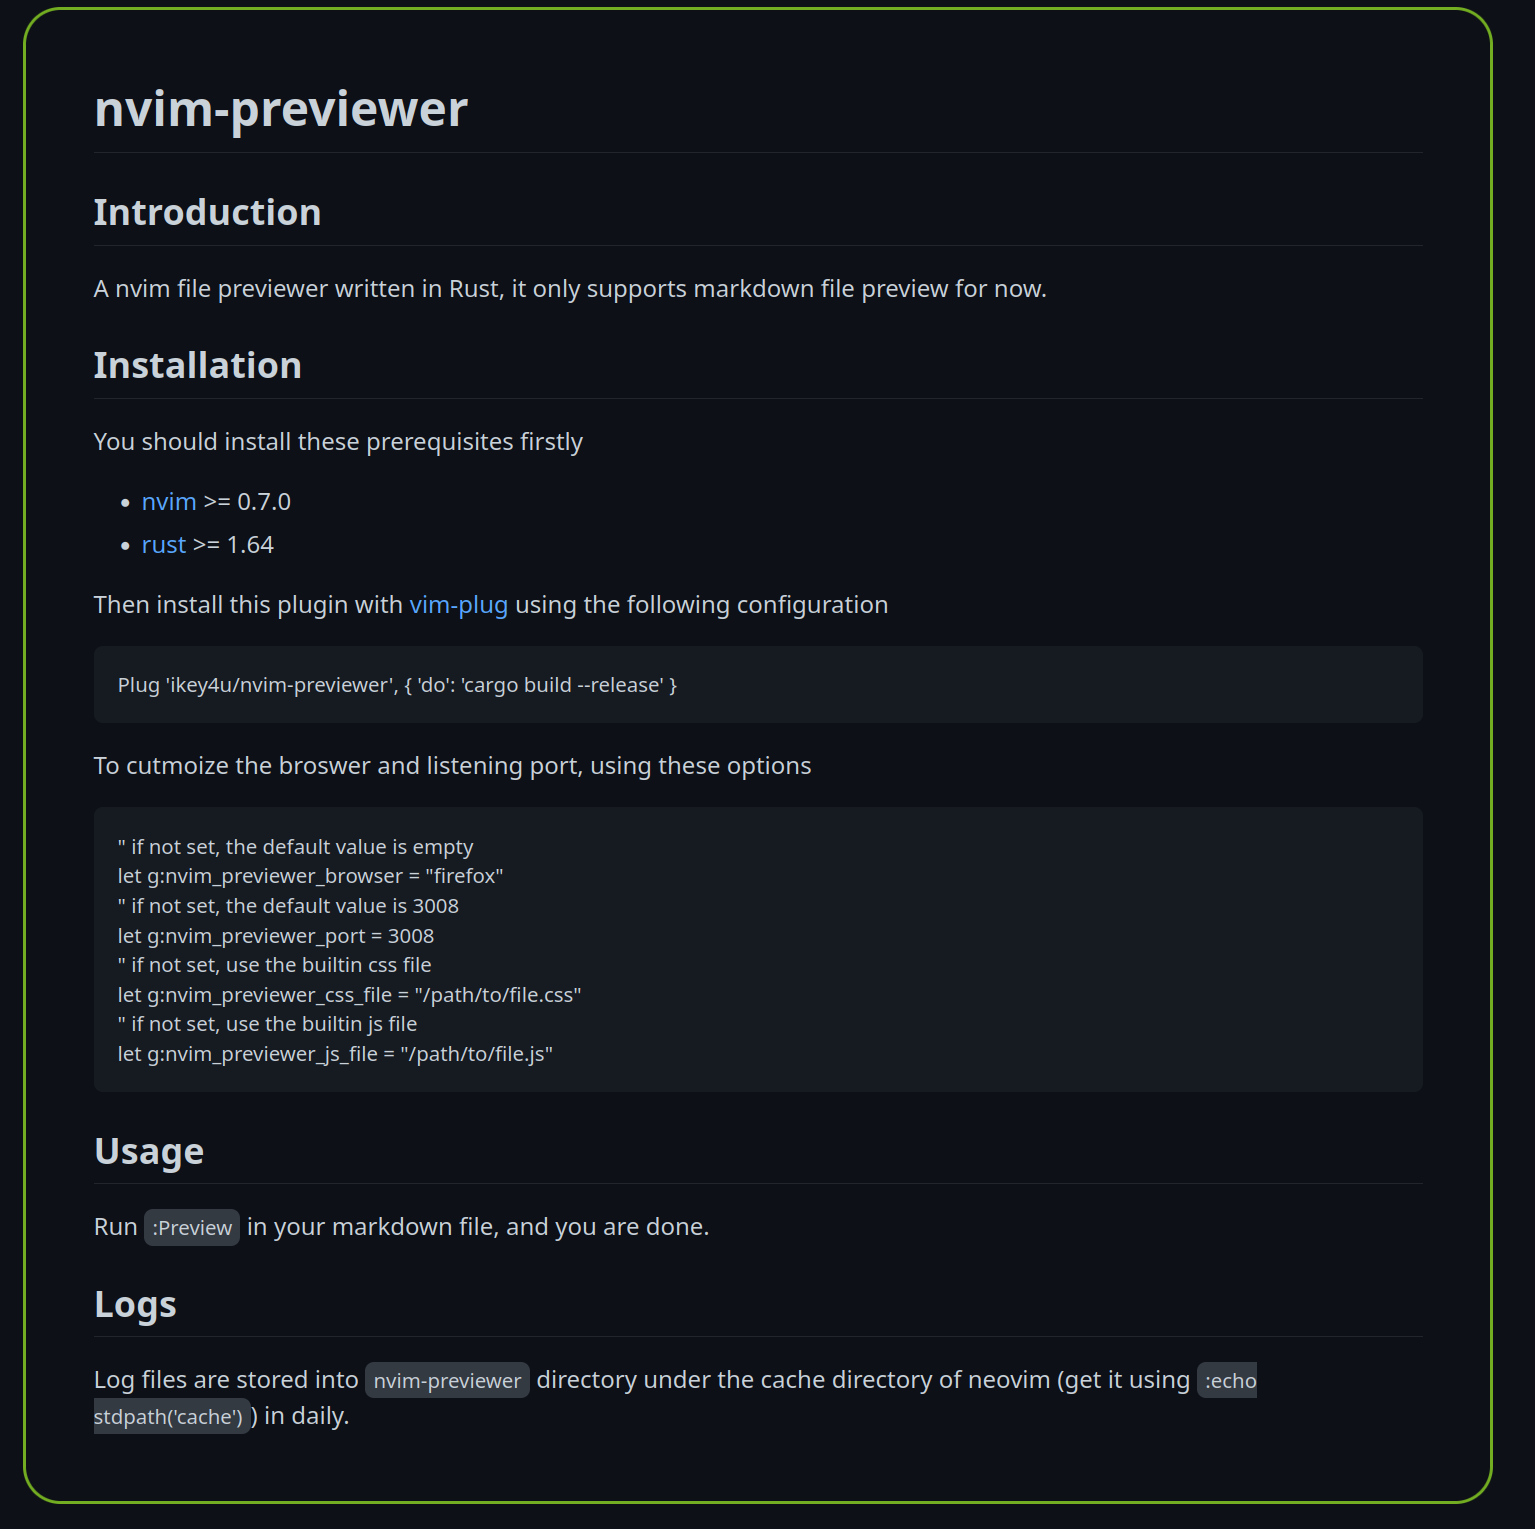 nvim-previewer
Introduction
A nvim file previewer written in Rust, it only supports markdown file preview for now.
Installation
You should install these prerequisites firstly
nvim >= 0.7.0
rust >= 1.64
Then install this plugin with vim-plug using the following configuration
Plug 'ikey4u/nvim-previewer', { 'do': 'cargo build --release' }
To cutmoize the broswer and listening port, using these options
" if not set, the default value is empty
let g:nvim_previewer_browser = "firefox"
" if not set, the default value is 3008
let g:nvim_previewer_port = 3008
" if not set, use the builtin css file
let g:nvim_previewer_css_file = "/path/to/file.css"
" if not set, use the builtin js file
let g:nvim_previewer_js_file = "/path/to/file.js"
Usage
Run :Preview in your markdown file, and you are done.
Logs
Log files are stored into nvim-previewer directory under the cache directory of neovim (get it using :echo
stdpath('cache') ) in daily.